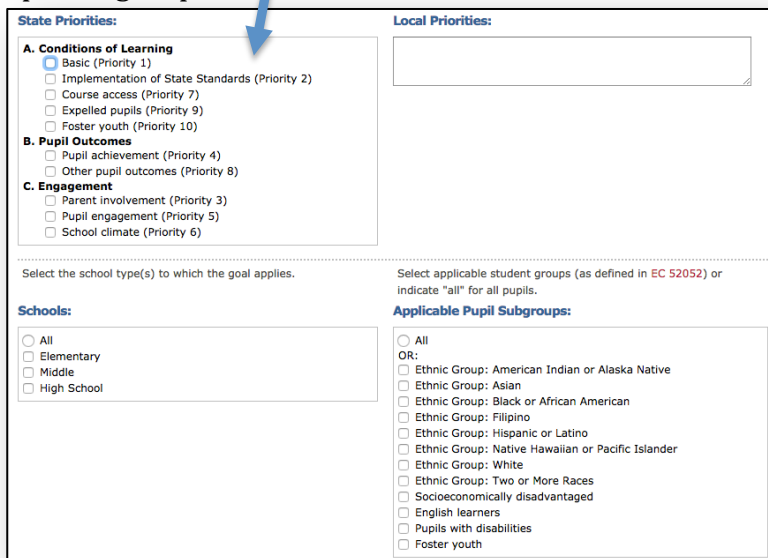 State Priorities:
A. Conditions of Learning
Basic (Priority 1)
Implementation of State Standards (Priority 2)
Course access (Priority 7)
Expelled pupils (Priority 9)
Foster youth (Priority 10)
B. Pupil Outcomes
Pupil achievement (Priority 4)
Other pupil outcomes (Priority 8)
C. Engagement
Parent involvement (Priority 3)
Pupil engagement (Priority 5)
School climate (Priority 6)
Local Priorities:
Select the school type(s) to which the goal applies.
Schools:
All
Elementary
Middle
High School
Select applicable student groups (as defined in EC 52052) or
indicate "all" for all pupils.
Applicable Pupil Subgroups:
All
OR:
Ethnic Group: American Indian or Alaska Native
Ethnic Group: Asian
Ethnic Group: Black or African American
Ethnic Group: Filipino
Ethnic Group: Hispanic or Latino
Ethnic Group: Native Hawaiian or Pacific Islander
Ethnic Group: White
Ethnic Group: Two or More Races
Socioeconomically disadvantaged
English learners
Pupils with disabilities
Foster youth